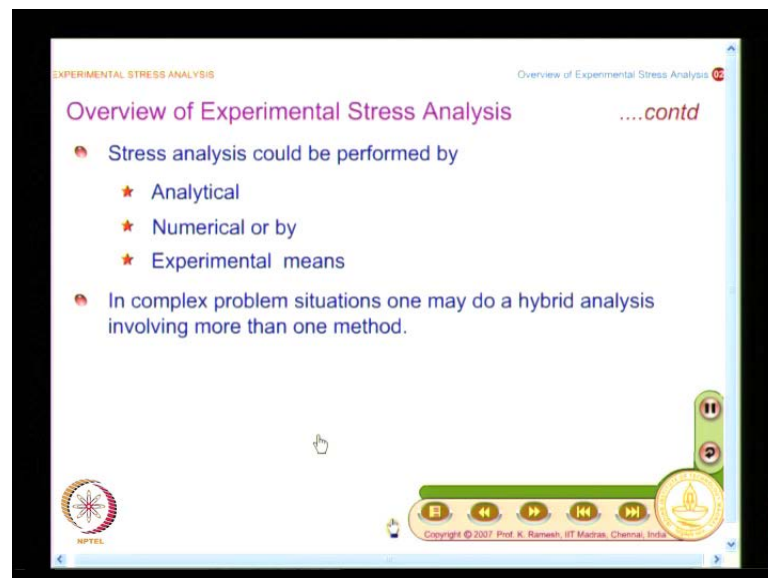 EXPERIMENTAL STRESS ANALYSIS
Overview of Experimental Stress Analysis 02
Overview of Experimental Stress Analysis ....contd
Stress analysis could be performed by
Analytical
Numerical or by
Experimental means
In complex problem situations one may do a hybrid analysis
involving more than one method.
NPTEL
Copyright © 2007 Prof. K. Ramesh, IIT Madras, Chennai, India